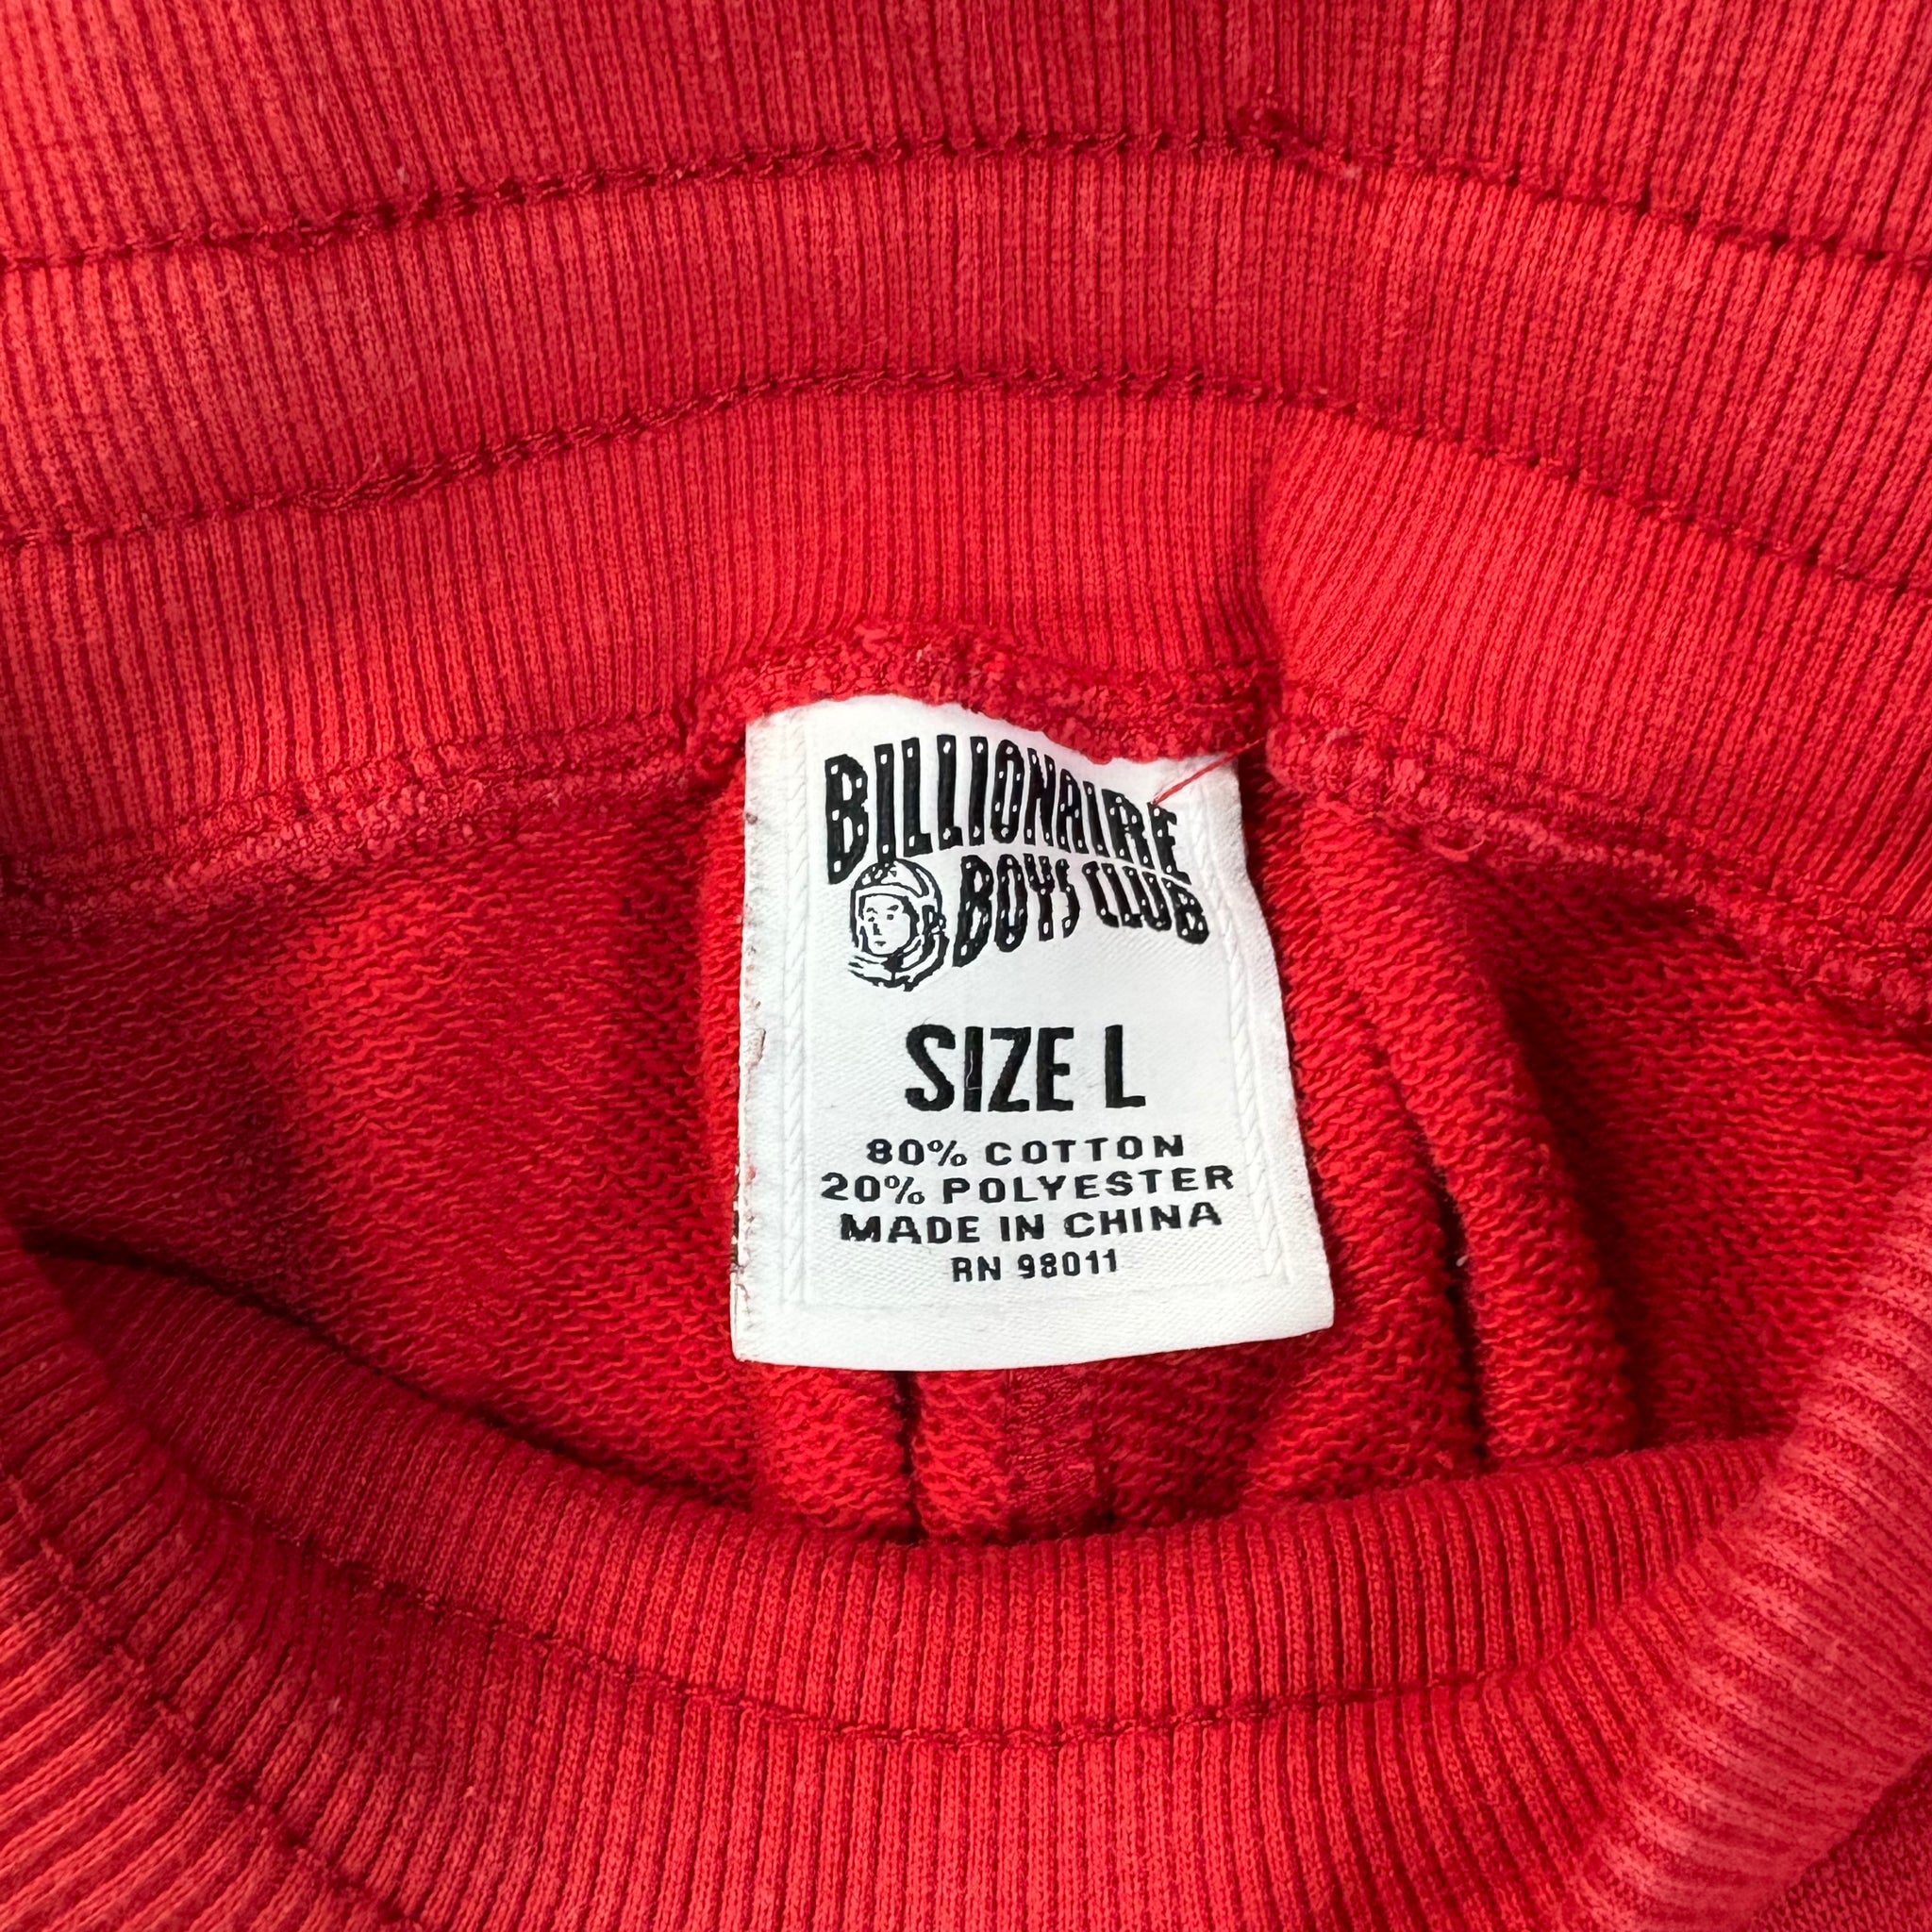 BILLIONAIRE
BOYS CLUB
SIZE L
80% COTTON
20% POLYESTER
MADE IN CHINA
RN 98011